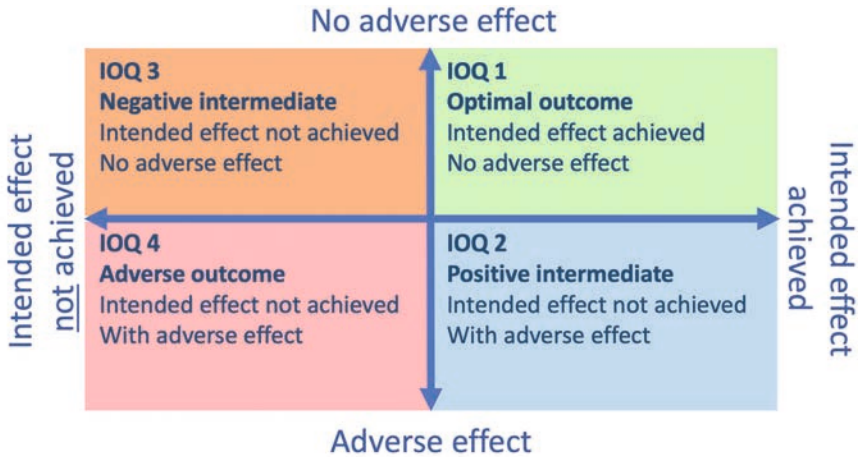 No adverse effect
IOQ 3
Negative intermediate
Intended effect not achieved
No adverse effect
IOQ 1
Optimal outcome
Intended effect achieved
No adverse effect
Intended effect
not achieved
Intended effect
achieved
IOQ 4
Adverse outcome
Intended effect not achieved
With adverse effect
IOQ 2
Positive intermediate
Intended effect not achieved
With adverse effect
Adverse effect